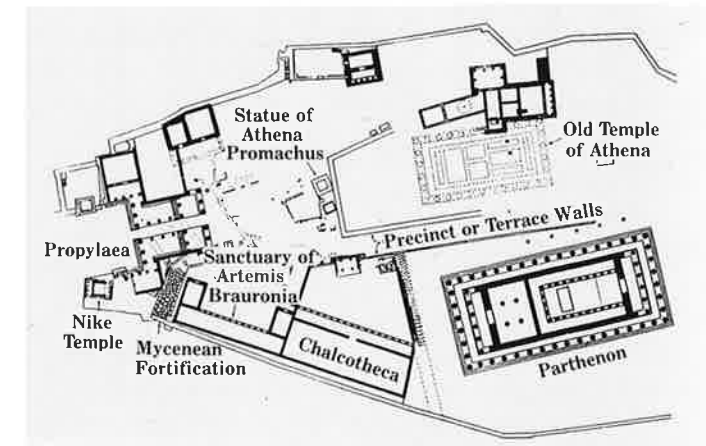 Statue of
Athena
Promachus
Old Temple
of Athena
Precinct or Terrace Walls
Propylaea
Sanctuary of
Artemis
Brauronia
Nike
Temple
Mycenean
Fortification
Chalcotheca
Parthenon